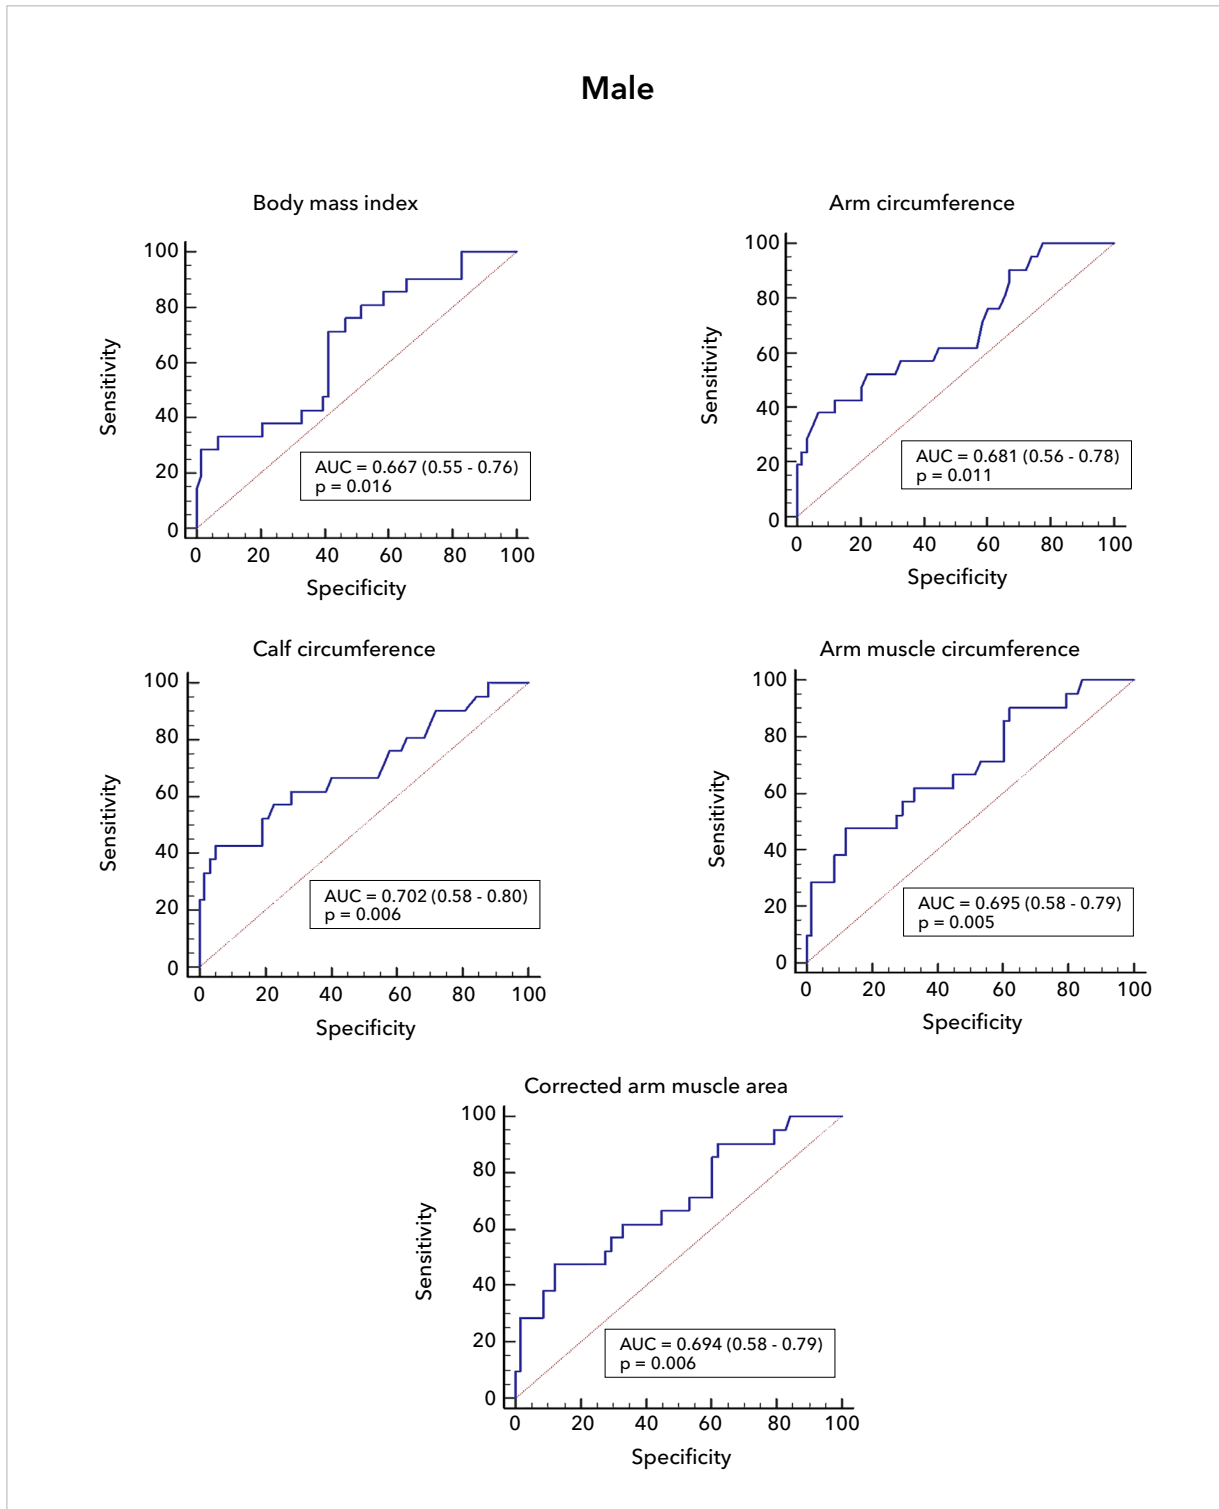 Male
Body mass index
Sensitivity
100
80
60
40
20
0
AUC = 0.667 (0.55 - 0.76)
p = 0.016
0 20 40 60 80 100
Specificity
Arm circumference
Sensitivity
100
80
60
40
20
0
AUC = 0.681 (0.56 - 0.78)
p = 0.011
0 20 40 60 80 100
Specificity
Calf circumference
Sensitivity
100
80
60
40
20
0
AUC = 0.702 (0.58 - 0.80)
p = 0.006
0 20 40 60 80 100
Specificity
Arm muscle circumference
Sensitivity
100
80
60
40
20
0
AUC = 0.695 (0.58 - 0.79)
p = 0.005
0 20 40 60 80 100
Specificity
Corrected arm muscle area
Sensitivity
100
80
60
40
20
0
AUC = 0.694 (0.58 - 0.79)
p = 0.006
0 20 40 60 80 100
Specificity